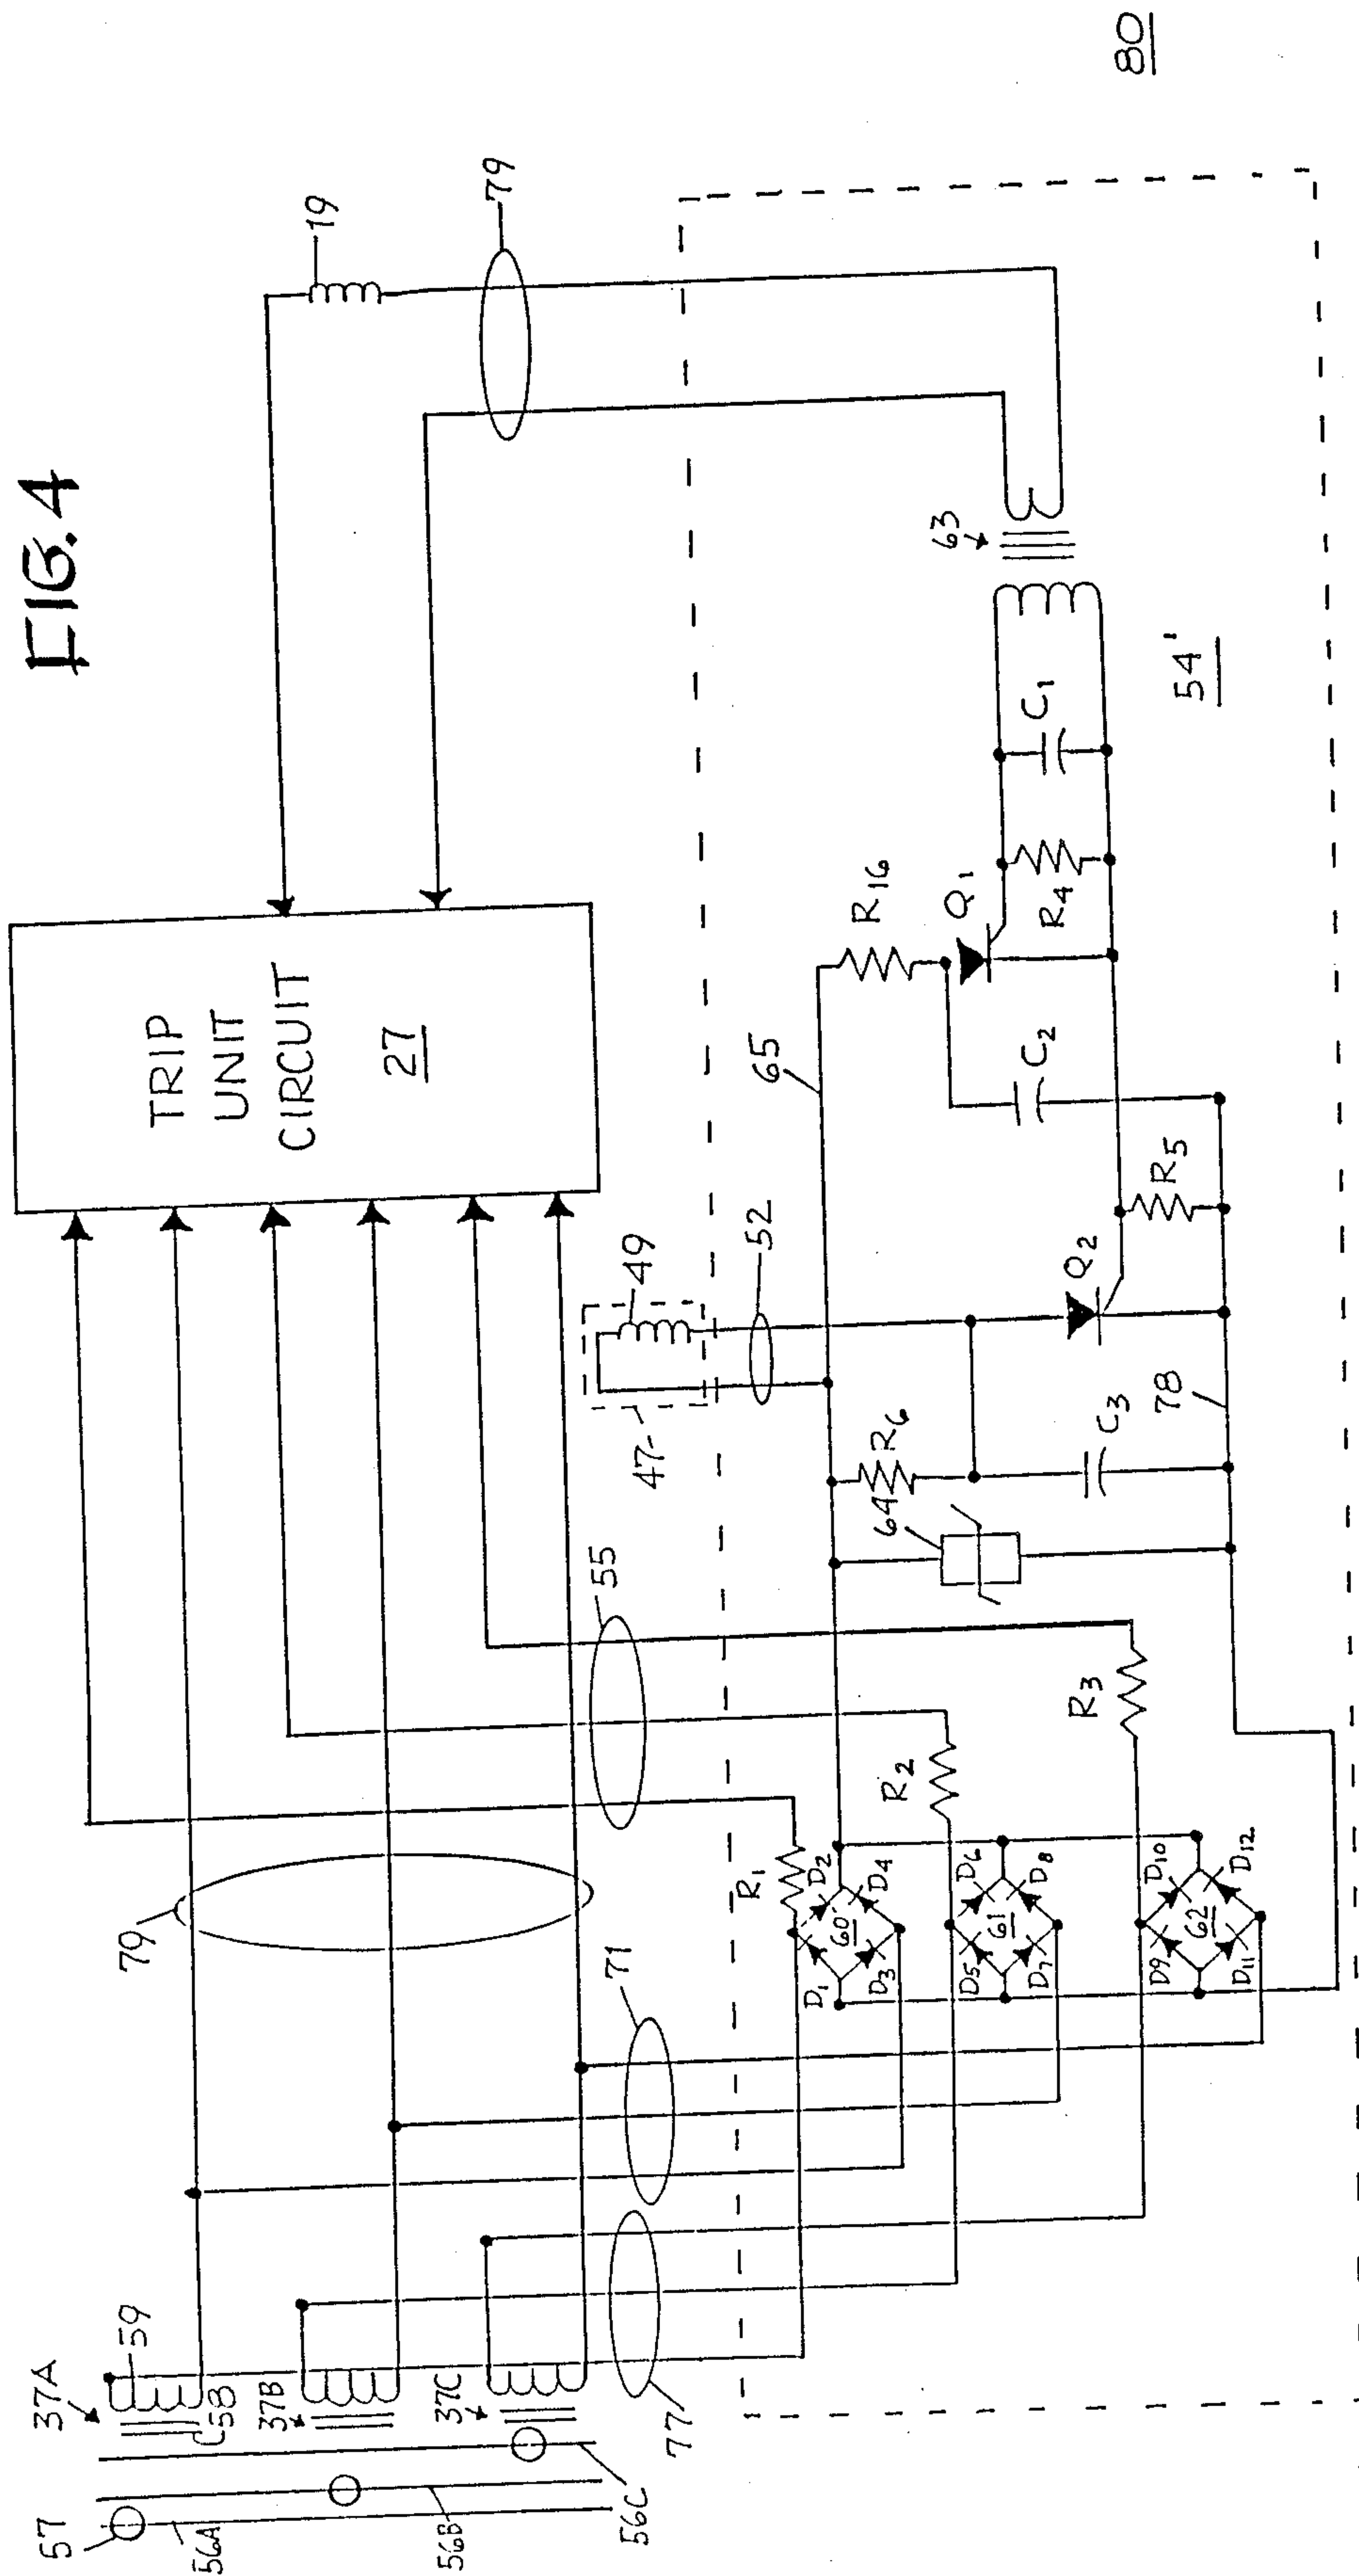 FIG. 4
80
TRIP
UNIT
CIRCUIT
27
19
79
37A
59
58
57
56A
37B
56B
37C
56C
77
79
71
55
47
49
52
65
63
54'
R1
R2
R3
R16
Q1
R4
C1
C2
R5
Q2
R6
C3
64
78
D1
D2
D3
D4
60
D5
D6
D7
D8
61
D9
D10
D11
D12
62